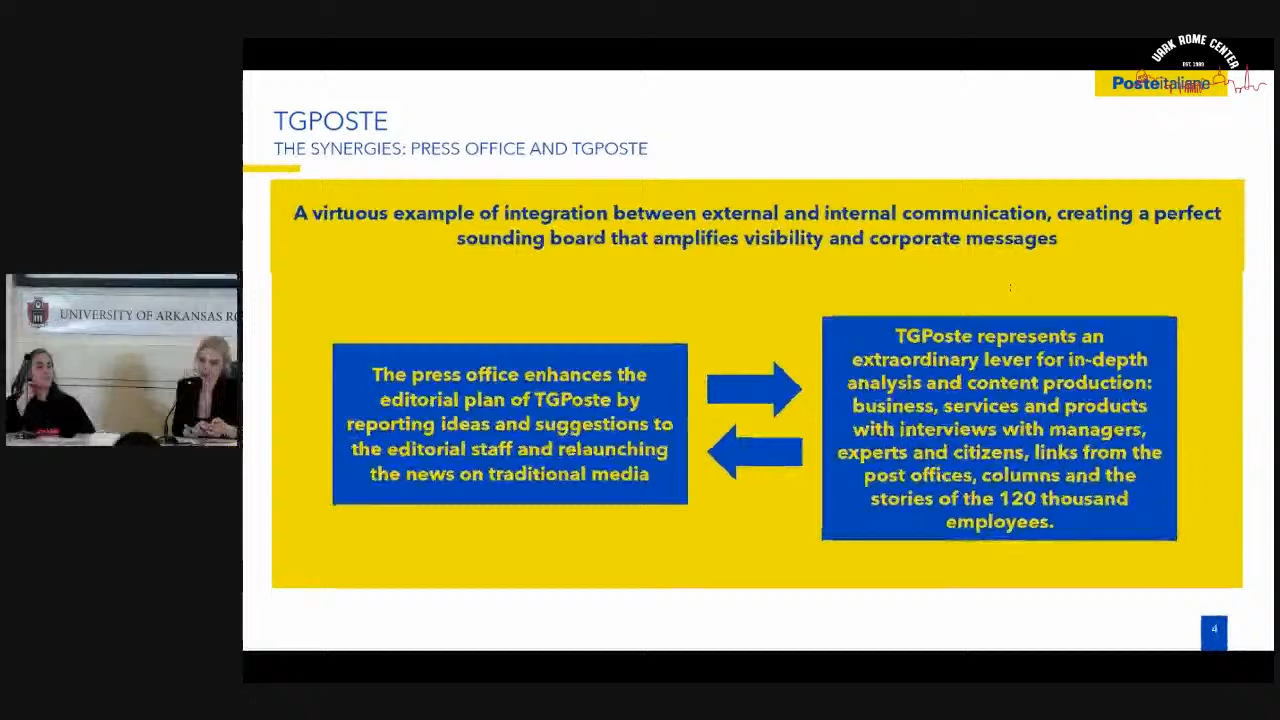 UARK ROME CENTER
EST. 1989
Posteitaliane
TGPOSTE
THE SYNERGIES: PRESS OFFICE AND TGPOSTE
A virtuous example of integration between external and internal communication, creating a perfect
sounding board that amplifies visibility and corporate messages
UNIVERSITY OF ARKANSAS RO
The press office enhances the
editorial plan of TGPoste by
reporting ideas and suggestions to
the editorial staff and relaunching
the news on traditional media
TGPoste represents an
extraordinary lever for in-depth
analysis and content production:
business, services and products
with interviews with managers,
experts and citizens, links from the
post offices, columns and the
stories of the 120 thousand
employees.
4